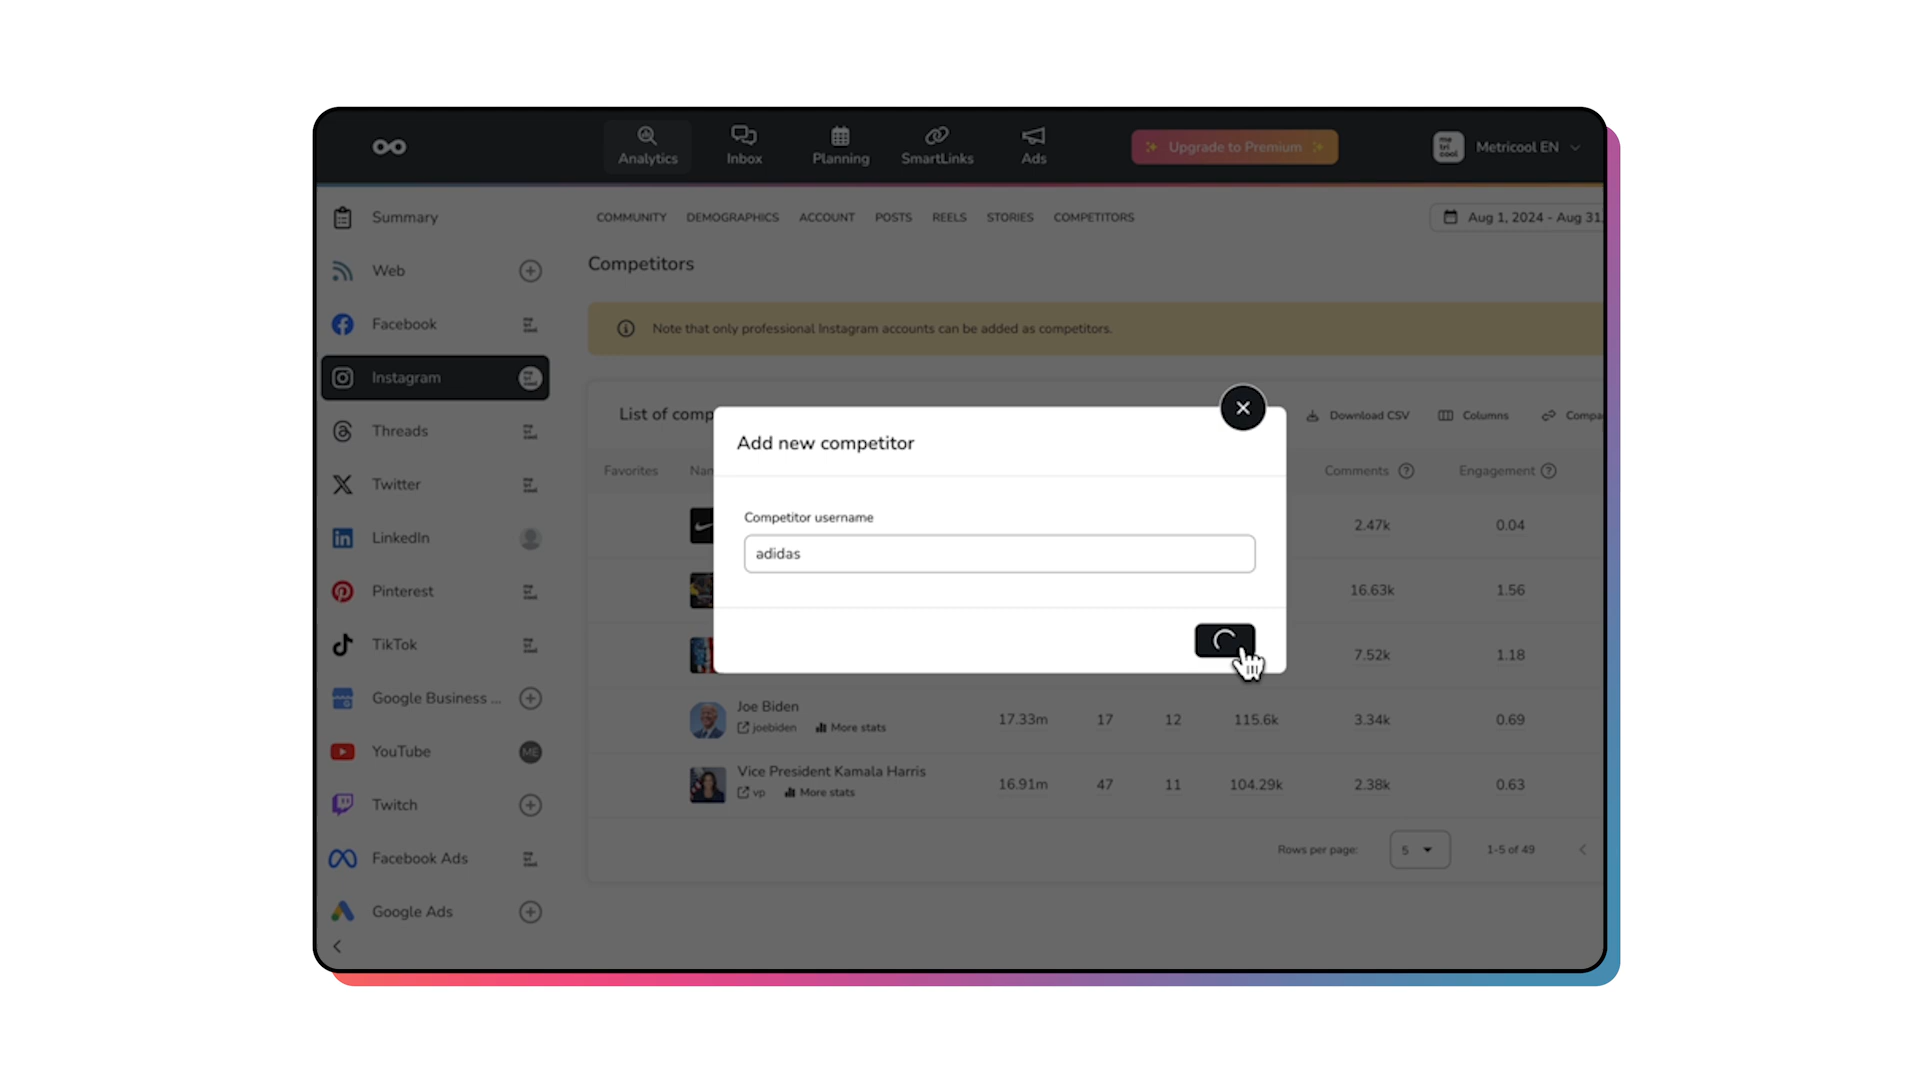 Analytics
Inbox
Planning
SmartLinks
Ads
Upgrade to Premium
me tri cool
Metricool EN
Summary
Web
Facebook
Instagram
Threads
Twitter
LinkedIn
Pinterest
TikTok
Google Business ...
YouTube
ME
Twitch
Facebook Ads
Google Ads
COMMUNITY DEMOGRAPHICS ACCOUNT POSTS REELS STORIES COMPETITORS
Aug 1, 2024 - Aug 31,
Competitors
Note that only professional Instagram accounts can be added as competitors.
List of comp
Download CSV
Columns
Compa
Favorites Nan Comments Engagement
Add new competitor
Competitor username
adidas
2.47k 0.04
16.63k 1.56
7.52k 1.18
Joe Biden
joebiden More stats
17.33m 17 12 115.6k 3.34k 0.69
Vice President Kamala Harris
vp More stats
16.91m 47 11 104.29k 2.38k 0.63
Rows per page: 5 1-5 of 49